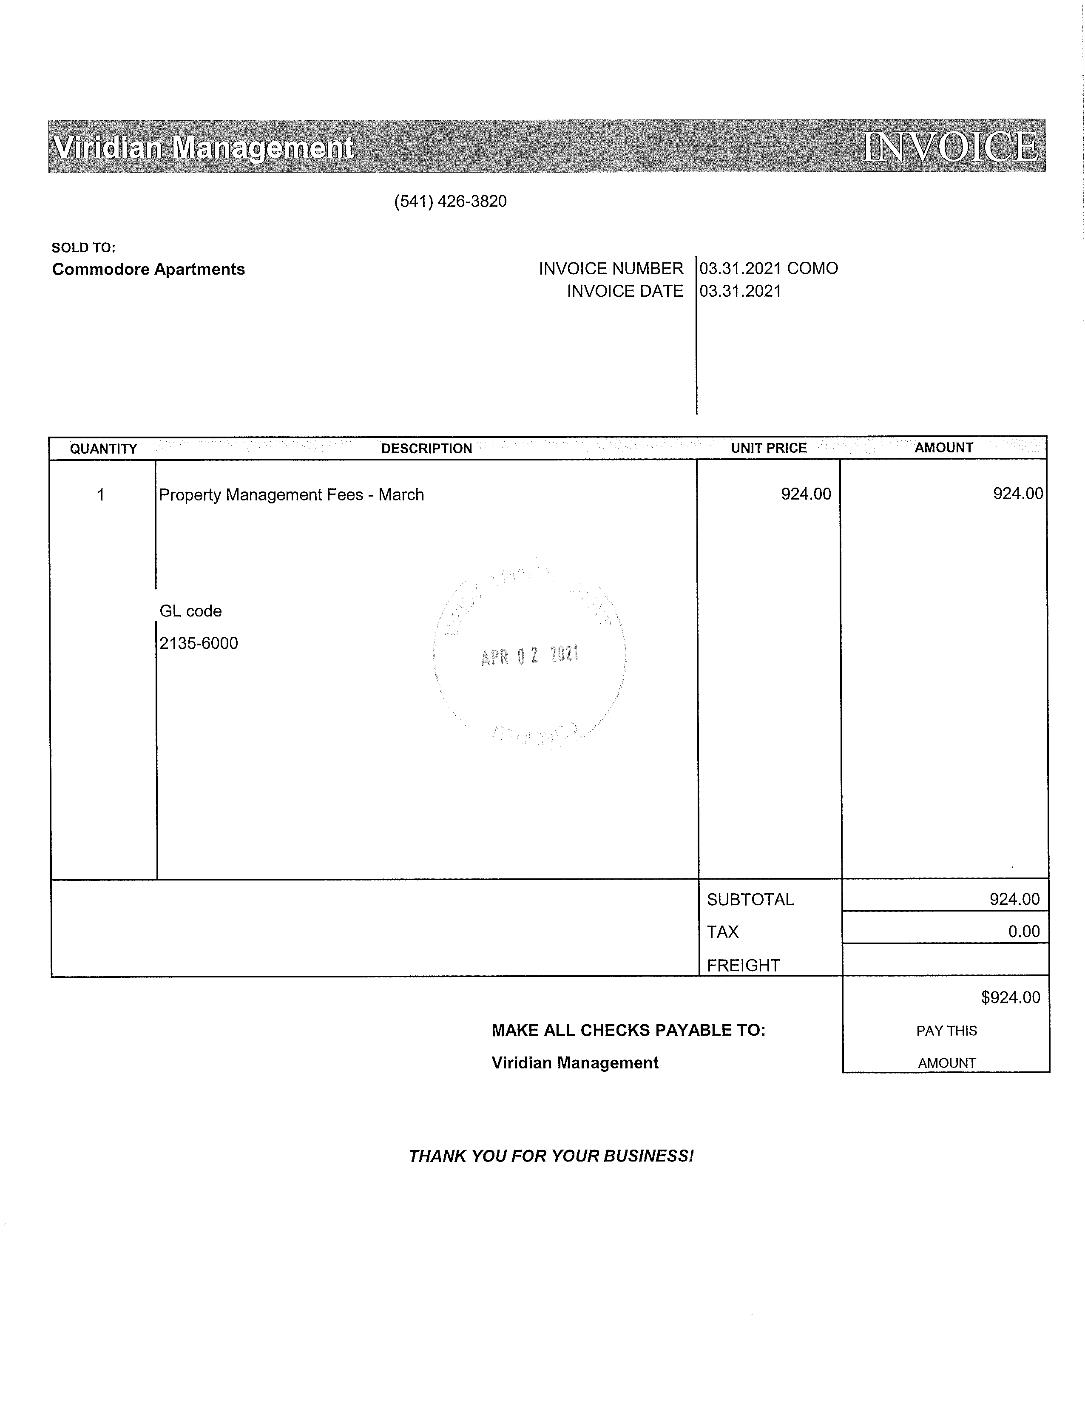 Viridian Management INVOICE
(541) 426-3820
SOLD TO:
Commodore Apartments
INVOICE NUMBER 03.31.2021 COMO
INVOICE DATE 03.31.2021
QUANTITY DESCRIPTION UNIT PRICE AMOUNT
1 Property Management Fees - March 924.00 924.00
GL code
2135-6000
APR 02 2021
SUBTOTAL 924.00
TAX 0.00
FREIGHT
$924.00
MAKE ALL CHECKS PAYABLE TO: PAY THIS
Viridian Management AMOUNT
THANK YOU FOR YOUR BUSINESS!